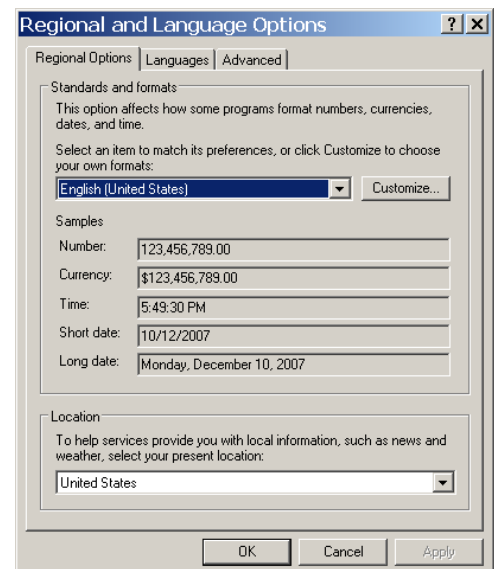 Regional and Language Options
Regional Options Languages Advanced
Standards and formats
This option affects how some programs format numbers, currencies,
dates, and time.
Select an item to match its preferences, or click Customize to choose
your own formats:
English (United States) Customize...
Samples
Number: 123,456,789.00
Currency: $123,456,789.00
Time: 5:49:30 PM
Short date: 10/12/2007
Long date: Monday, December 10, 2007
Location
To help services provide you with local information, such as news and
weather, select your present location:
United States
OK Cancel Apply